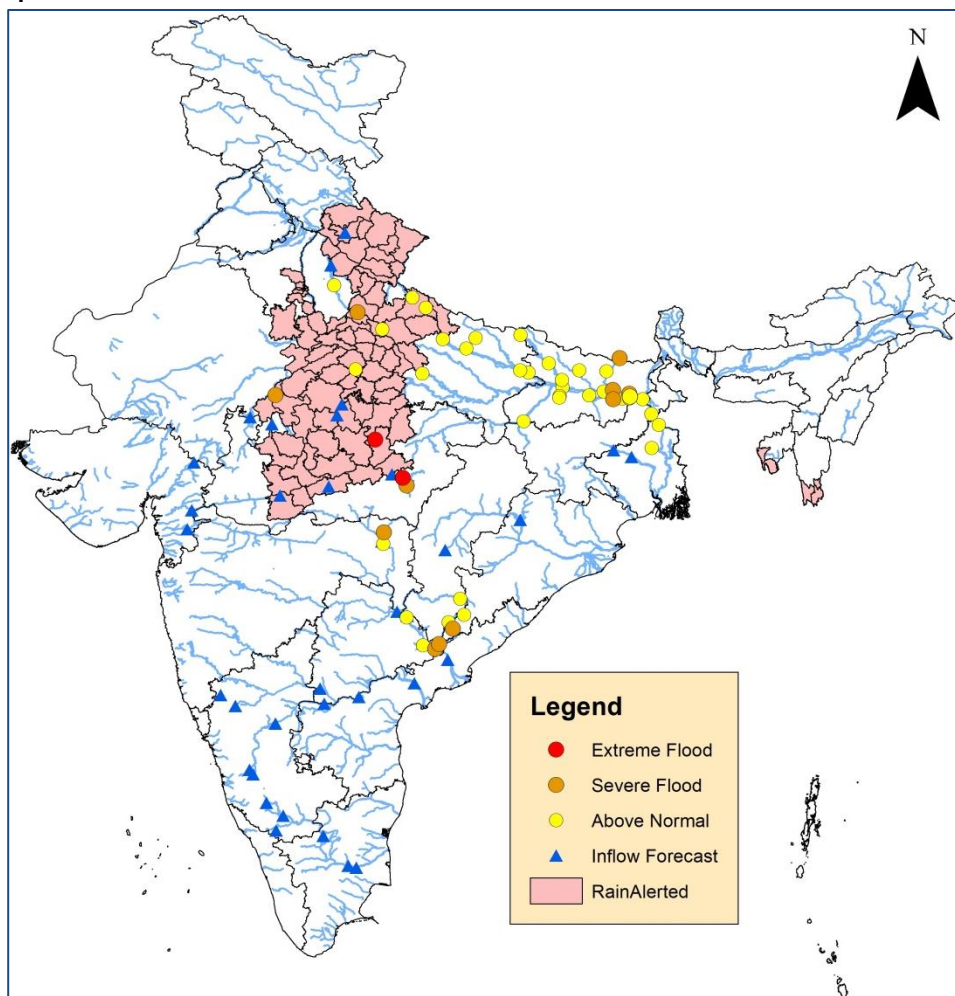 N
Legend
Extreme Flood
Severe Flood
Above Normal
Inflow Forecast
RainAlerted